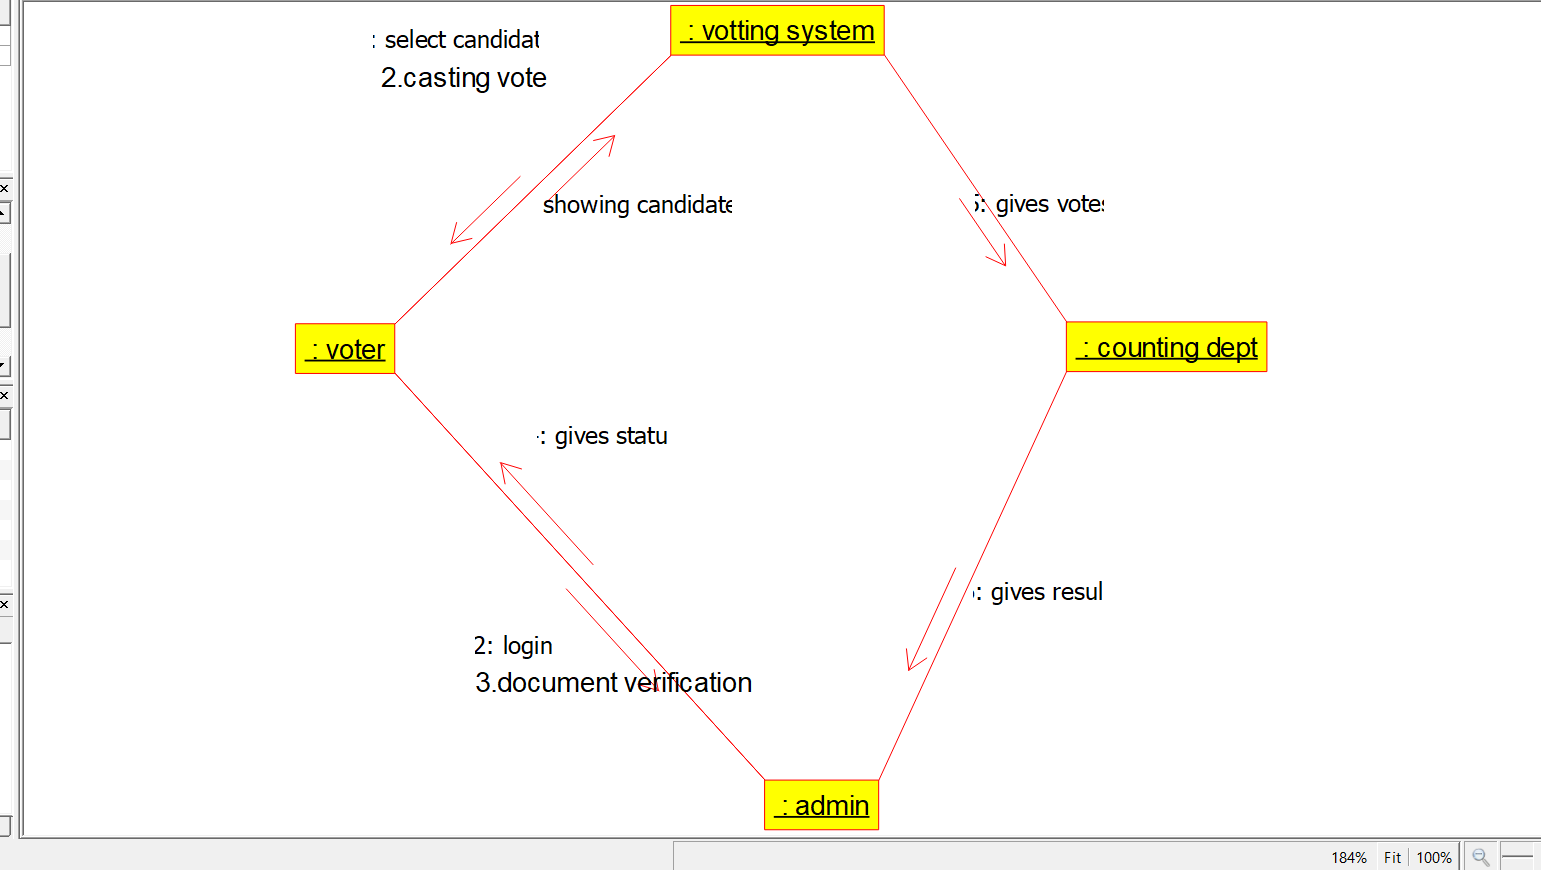 : votting system
: select candidat
2.casting vote
showing candidate
5: gives votes
: voter
: counting dept
: gives statu
: gives resul
2: login
3.document verification
: admin
184%
Fit
100%